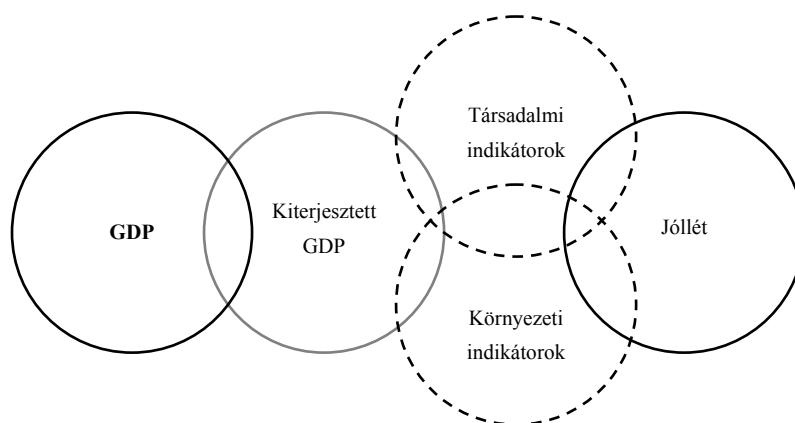 GDP
Kiterjesztett
GDP
Társadalmi
indikátorok
Környezeti
indikátorok
Jóllét